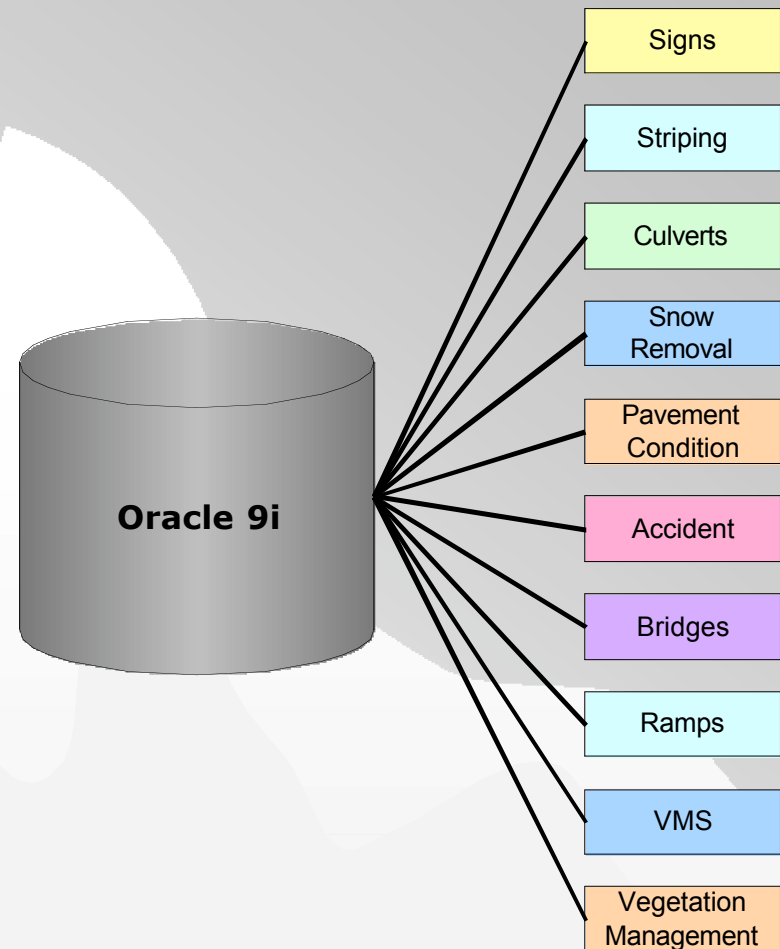 Signs
Striping
Culverts
Snow
Removal
Pavement
Condition
Oracle 9i
Accident
Bridges
Ramps
VMS
Vegetation
Management